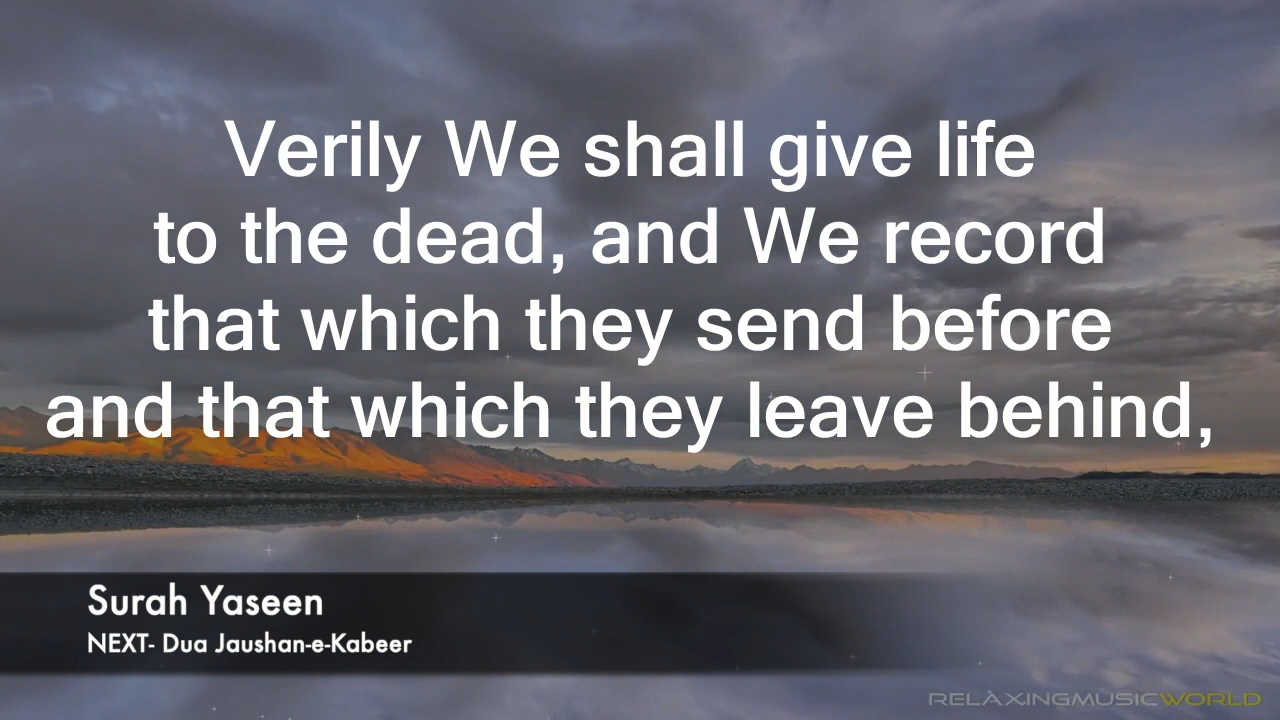 Verily We shall give life
to the dead, and We record
that which they send before
and that which they leave behind,
Surah Yaseen
NEXT- Dua Jaushan-e-Kabeer
RELAXINGMUSICWORLD